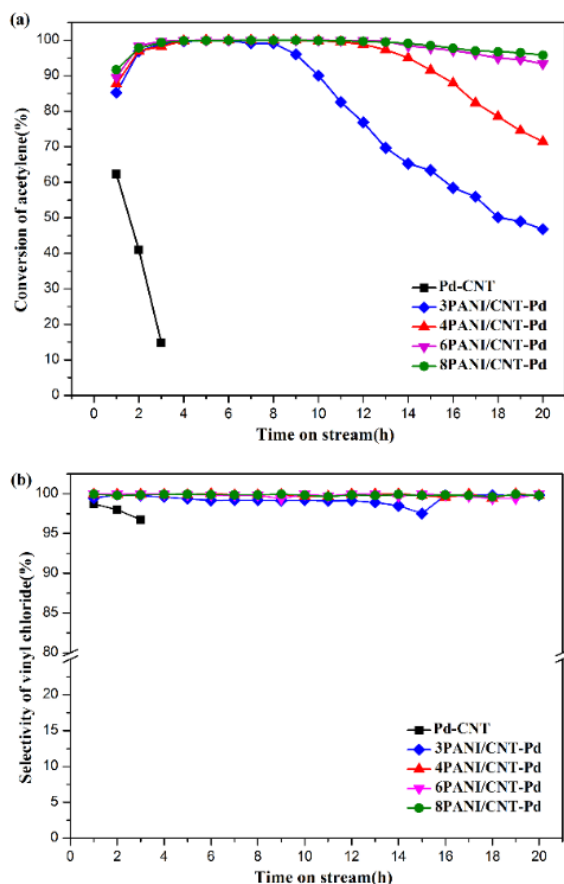 (a)
100
90
80
70
60
50
40
30
20
10
0
Conversion of acetylene(%)
Pd-CNT
3PANI/CNT-Pd
4PANI/CNT-Pd
6PANI/CNT-Pd
8PANI/CNT-Pd
0 2 4 6 8 10 12 14 16 18 20
Time on stream(h)
(b)
100
95
90
85
80
20
15
10
5
0
Selectivity of vinyl chloride(%)
Pd-CNT
3PANI/CNT-Pd
4PANI/CNT-Pd
6PANI/CNT-Pd
8PANI/CNT-Pd
0 2 4 6 8 10 12 14 16 18 20
Time on stream(h)